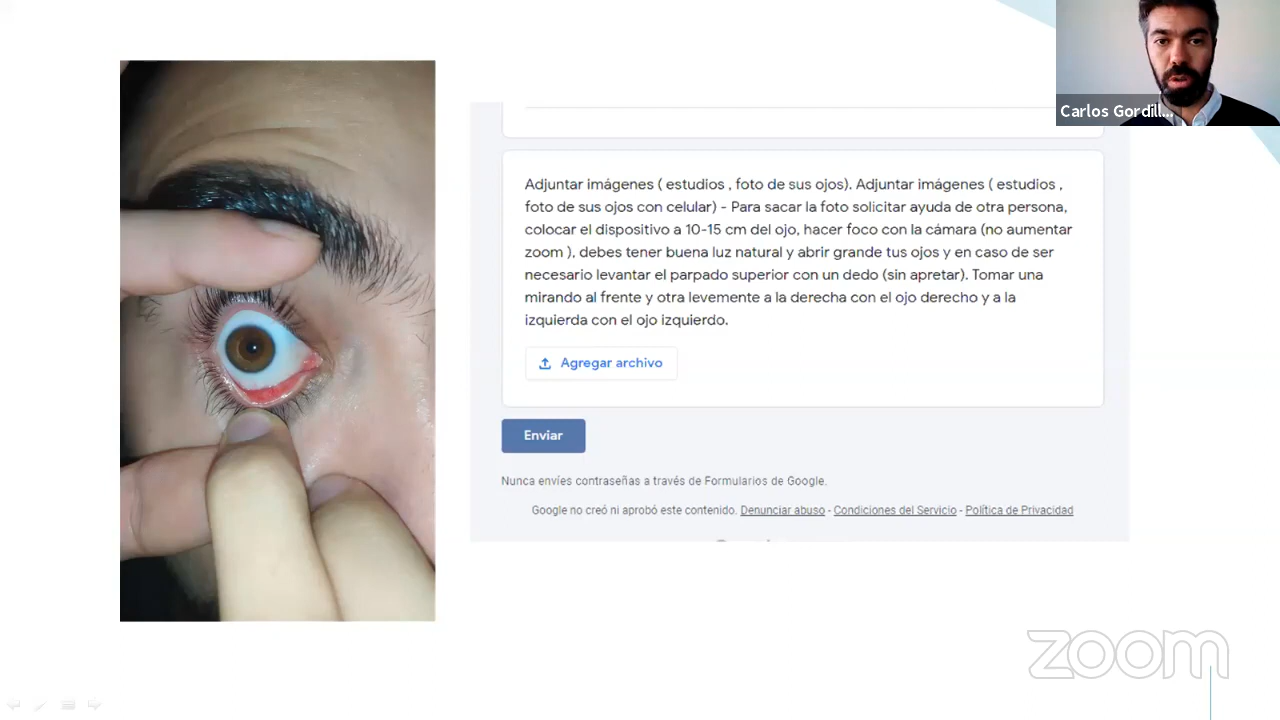 Carlos Gordill...
Adjuntar imágenes ( estudios , foto de sus ojos). Adjuntar imágenes ( estudios ,
foto de sus ojos con celular) - Para sacar la foto solicitar ayuda de otra persona,
colocar el dispositivo a 10-15 cm del ojo, hacer foco con la cámara (no aumentar
zoom ), debes tener buena luz natural y abrir grande tus ojos y en caso de ser
necesario levantar el parpado superior con un dedo (sin apretar). Tomar una
mirando al frente y otra levemente a la derecha con el ojo derecho y a la
izquierda con el ojo izquierdo.
Agregar archivo
Enviar
Nunca envíes contraseñas a través de Formularios de Google.
Google no creó ni aprobó este contenido. Denunciar abuso - Condiciones del Servicio - Política de Privacidad
zoom